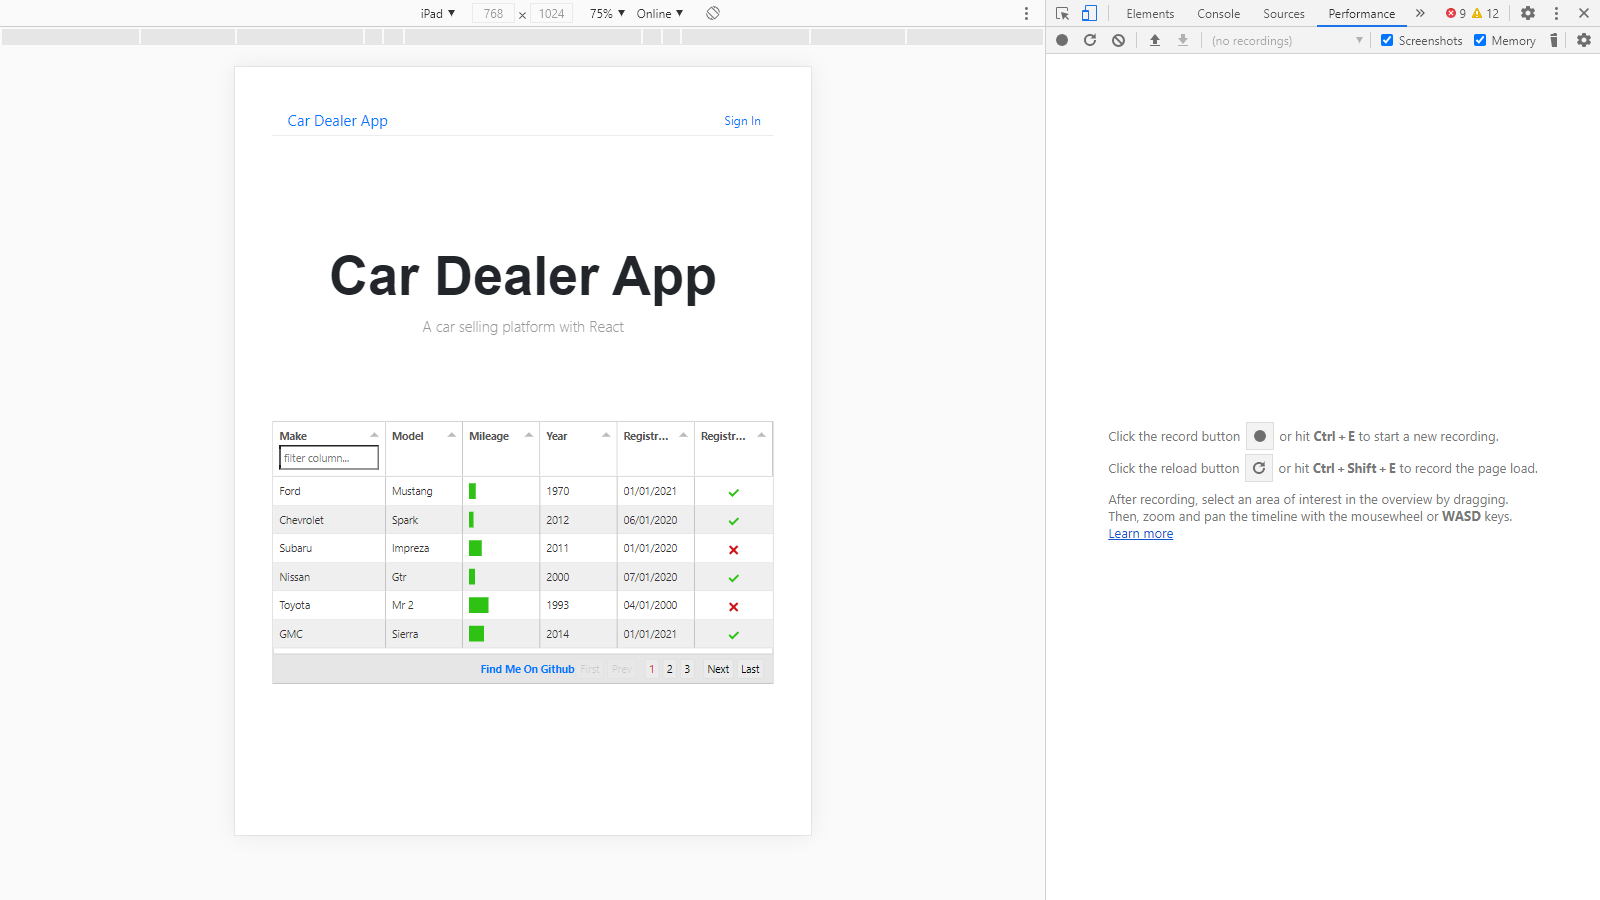 iPad ▼ 768 × 1024 75% ▼ Online ▼
Elements Console Sources Performance » 9 12
(no recordings) ▼ Screenshots Memory
Car Dealer App Sign In
Car Dealer App
A car selling platform with React
Make Model Mileage Year Registr... Registr...
filter column...
Ford Mustang 1970 01/01/2021 ✔
Chevrolet Spark 2012 06/01/2020 ✔
Subaru Impreza 2011 01/01/2020 ✖
Nissan Gtr 2000 07/01/2020 ✔
Toyota Mr 2 1993 04/01/2000 ✖
GMC Sierra 2014 01/01/2021 ✔
Find Me On Github First Prev 1 2 3 Next Last
Click the record button or hit Ctrl + E to start a new recording.
Click the reload button or hit Ctrl + Shift + E to record the page load.
After recording, select an area of interest in the overview by dragging.
Then, zoom and pan the timeline with the mousewheel or WASD keys.
Learn more